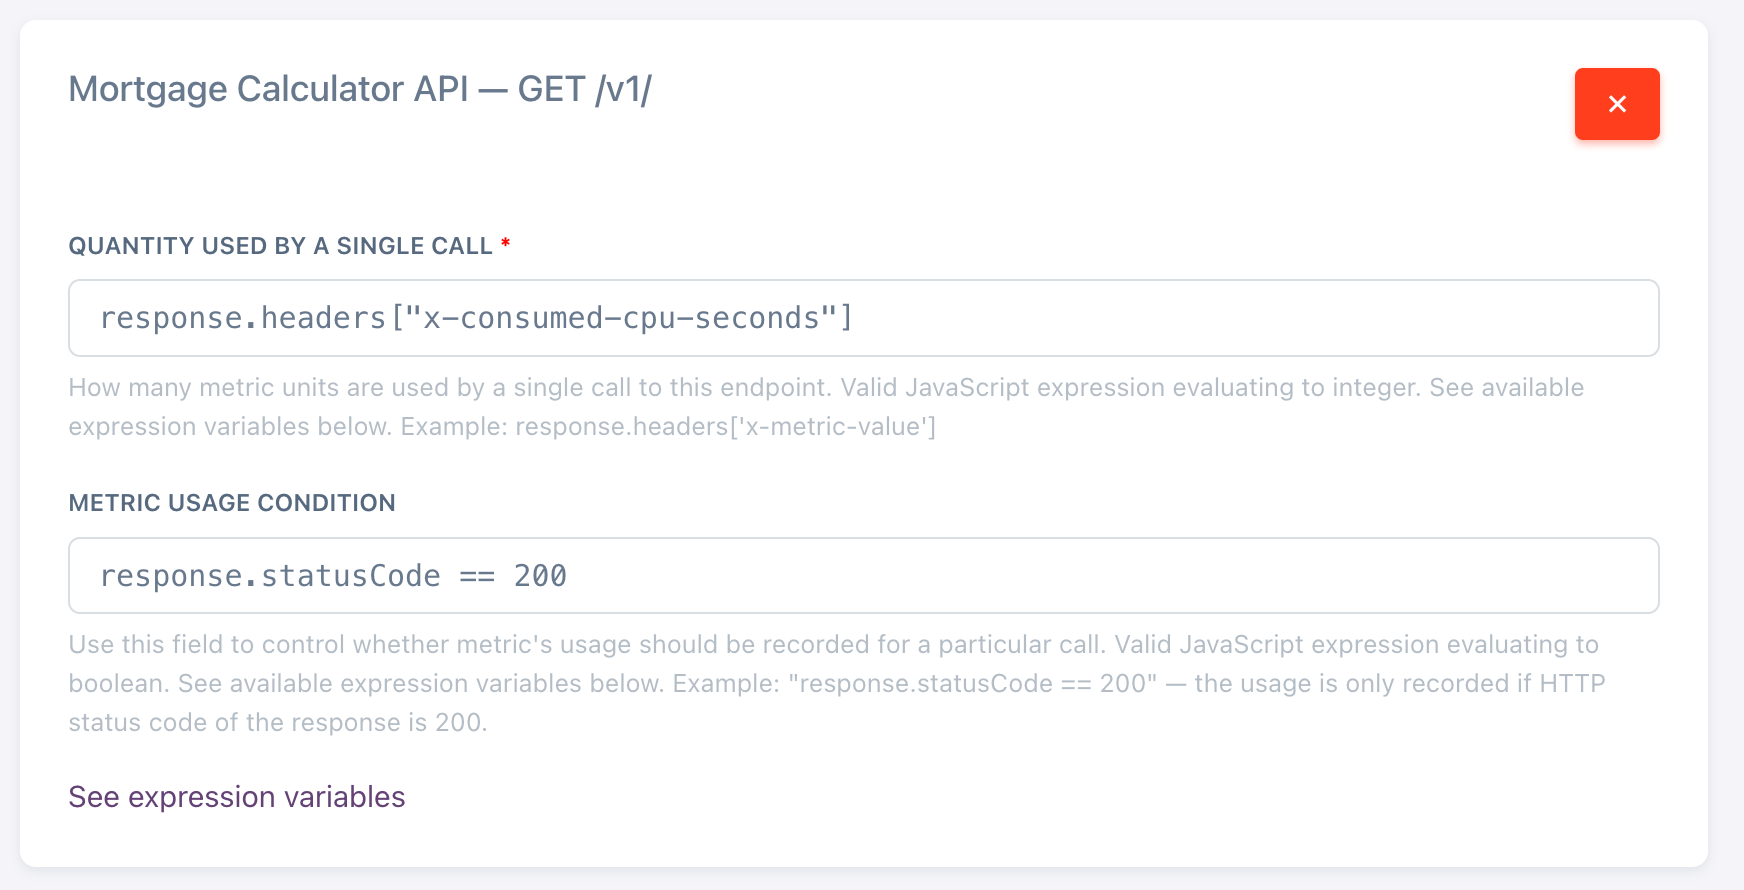 Mortgage Calculator API — GET /v1/
×
QUANTITY USED BY A SINGLE CALL *
response.headers["x-consumed-cpu-seconds"]
How many metric units are used by a single call to this endpoint. Valid JavaScript expression evaluating to integer. See available
expression variables below. Example: response.headers['x-metric-value']
METRIC USAGE CONDITION
response.statusCode == 200
Use this field to control whether metric's usage should be recorded for a particular call. Valid JavaScript expression evaluating to
boolean. See available expression variables below. Example: "response.statusCode == 200" — the usage is only recorded if HTTP
status code of the response is 200.
See expression variables